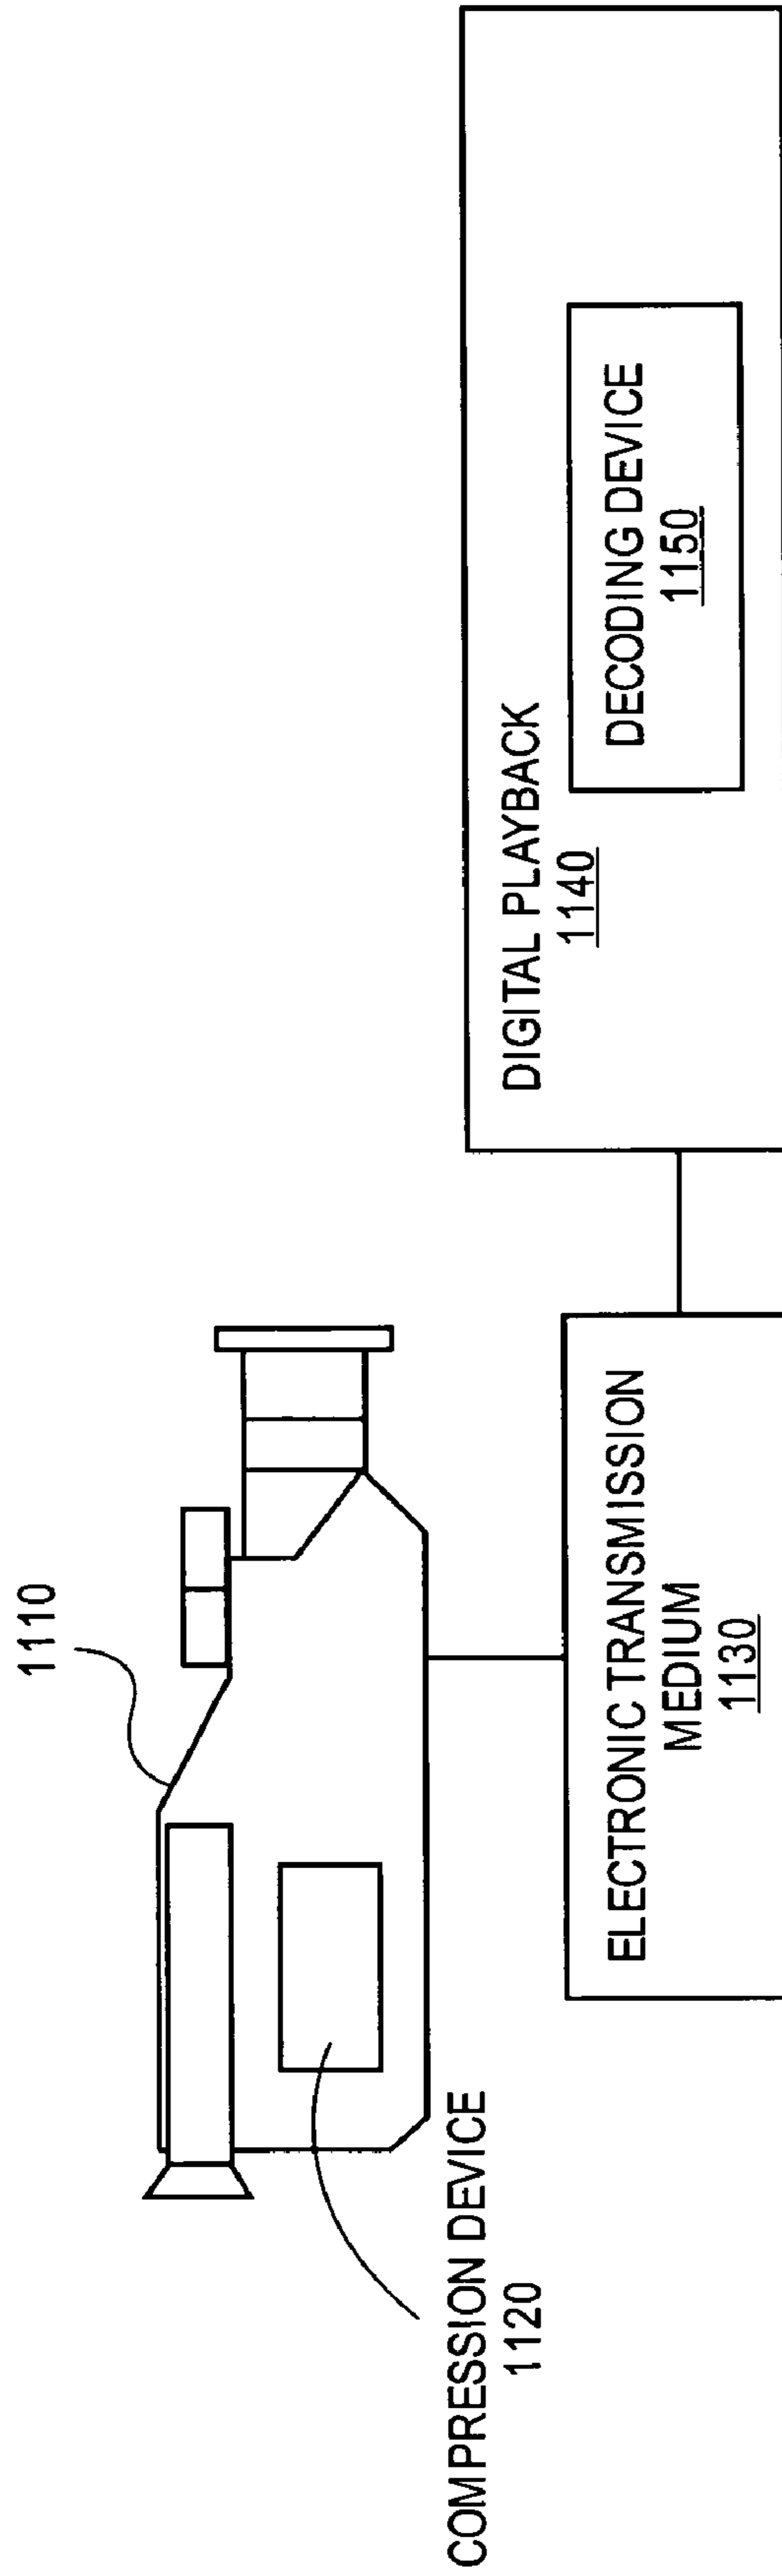 1110
COMPRESSION DEVICE
1120
ELECTRONIC TRANSMISSION
MEDIUM
1130
DIGITAL PLAYBACK
1140
DECODING DEVICE
1150